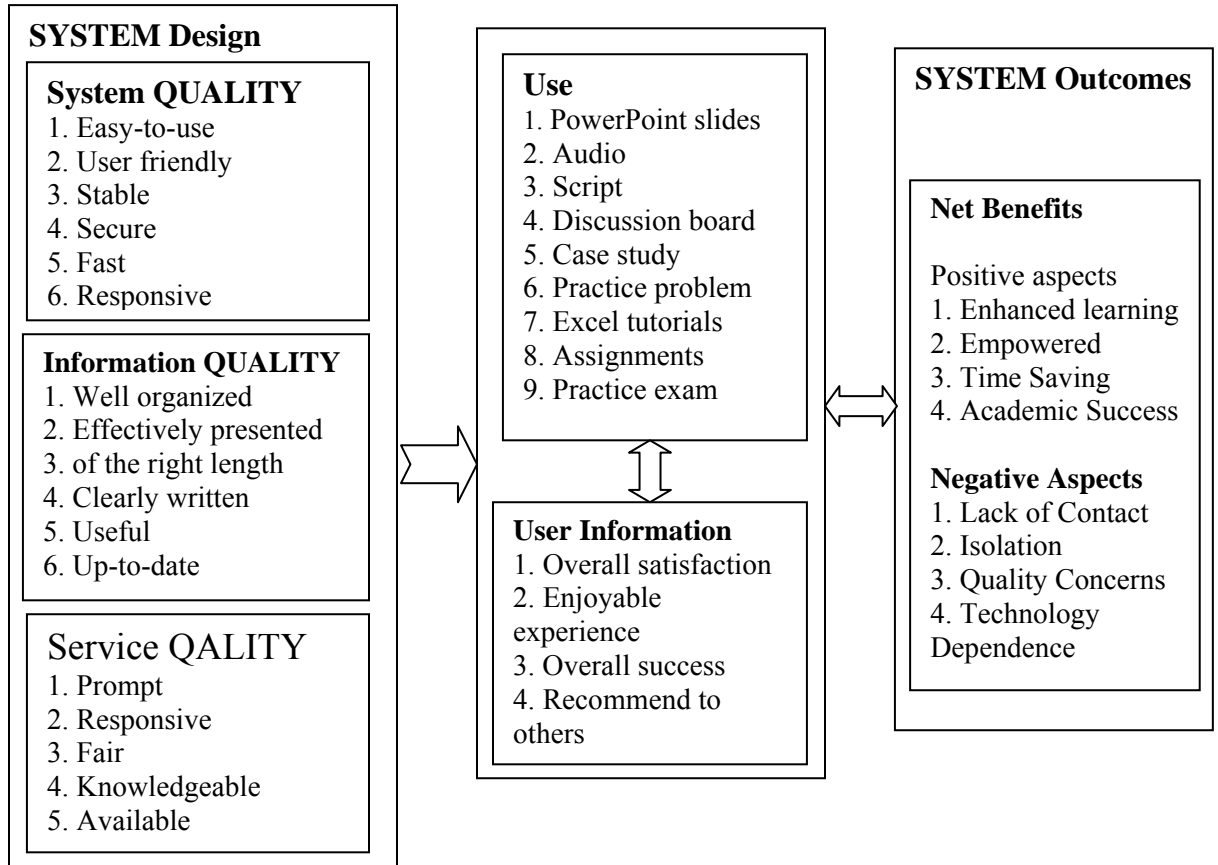 SYSTEM Design
System QUALITY
1. Easy-to-use
2. User friendly
3. Stable
4. Secure
5. Fast
6. Responsive
Information QUALITY
1. Well organized
2. Effectively presented
3. of the right length
4. Clearly written
5. Useful
6. Up-to-date
Service QALITY
1. Prompt
2. Responsive
3. Fair
4. Knowledgeable
5. Available
Use
1. PowerPoint slides
2. Audio
3. Script
4. Discussion board
5. Case study
6. Practice problem
7. Excel tutorials
8. Assignments
9. Practice exam
User Information
1. Overall satisfaction
2. Enjoyable
experience
3. Overall success
4. Recommend to
others
SYSTEM Outcomes
Net Benefits
Positive aspects
1. Enhanced learning
2. Empowered
3. Time Saving
4. Academic Success
Negative Aspects
1. Lack of Contact
2. Isolation
3. Quality Concerns
4. Technology
Dependence